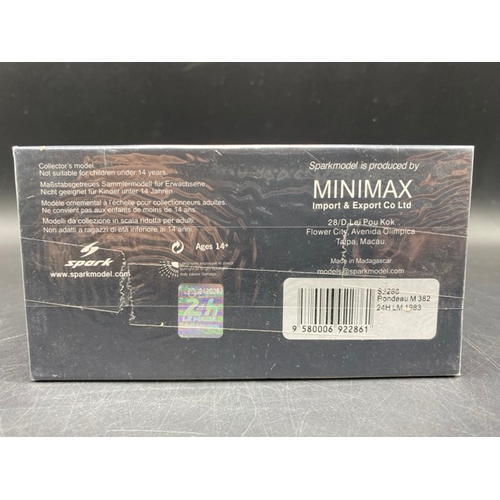 Collector's model.
Not suitable for children under 14 years.
Maßstabsgetreues Sammlermodell für Erwachsene.
Nicht geeignet für Kinder unter 14 Jahren
Modèle ornemental à l'échelle pour collectionneurs adultes.
Ne convient pas aux enfants de moins de 14 ans.
Modelli da collezione in scala ridotta per adulti.
Non adatti a ragazzi di età inferiore ai 14 anni.
Ages 14+
spark
www.sparkmodel.com
24h
Sparkmodel is produced by
MINIMAX
Import & Export Co Ltd
28/D Lei Pou Kok
Flower City, Avenida Olimpica
Taipa, Macau.
Made in Madagascar
models@sparkmodel.com
Rondeau M 382
24H LM 1983
9 580006 922861